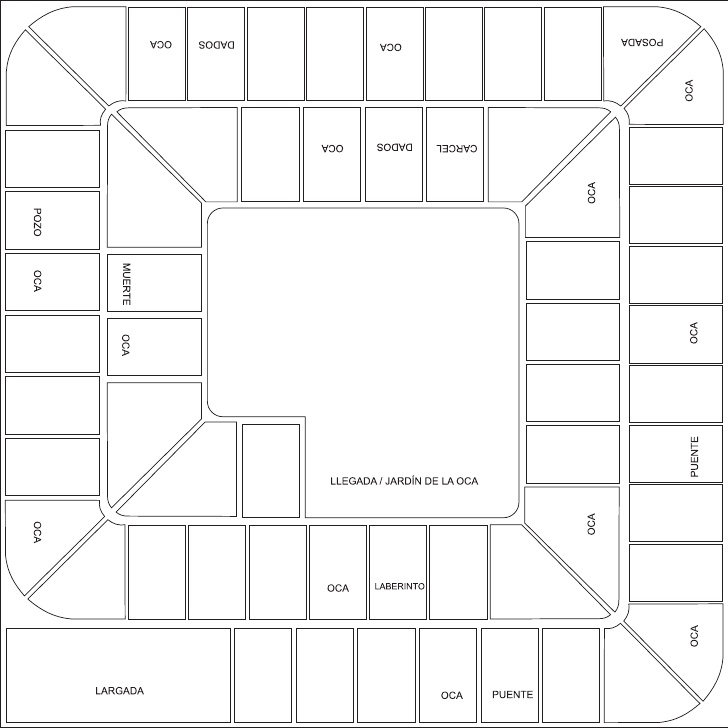 OCA
DADOS
OCA
POSADA
OCA
OCA
DADOS
CARCEL
OCA
POZO
MUERTE
OCA
OCA
OCA
PUENTE
LLEGADA / JARDÍN DE LA OCA
OCA
OCA
OCA
LABERINTO
OCA
LARGADA
OCA
PUENTE